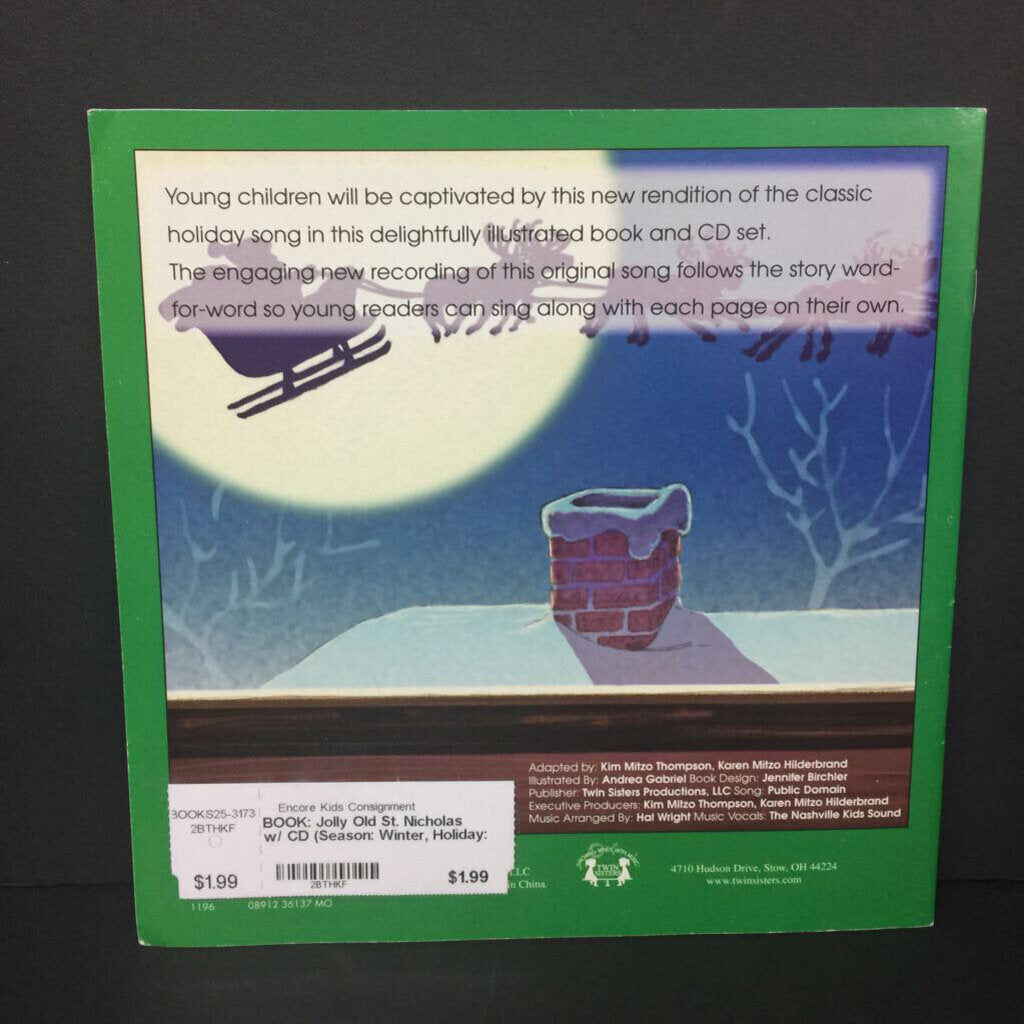 Young children will be captivated by this new rendition of the classic
holiday song in this delightfully illustrated book and CD set.
The engaging new recording of this original song follows the story word-
for-word so young readers can sing along with each page on their own.
Adapted by: Kim Mitzo Thompson, Karen Mitzo Hilderbrand
Illustrated By: Andrea Gabriel Book Design: Jennifer Birchler
Publisher: Twin Sisters Productions, LLC Song: Public Domain
Executive Producers: Kim Mitzo Thompson, Karen Mitzo Hilderbrand
Music Arranged By: Hal Wright Music Vocals: The Nashville Kids Sound
BOOKS25-3173
2BTHKF
$1.99
Encore Kids Consignment
BOOK: Jolly Old St. Nicholas
w/ CD (Season: Winter, Holiday:
2BTHKF
$1.99
LLC
in China.
TWIN
SISTERS
4710 Hudson Drive, Stow, OH 44224
www.twinsisters.com
1196 08912 36137 MO